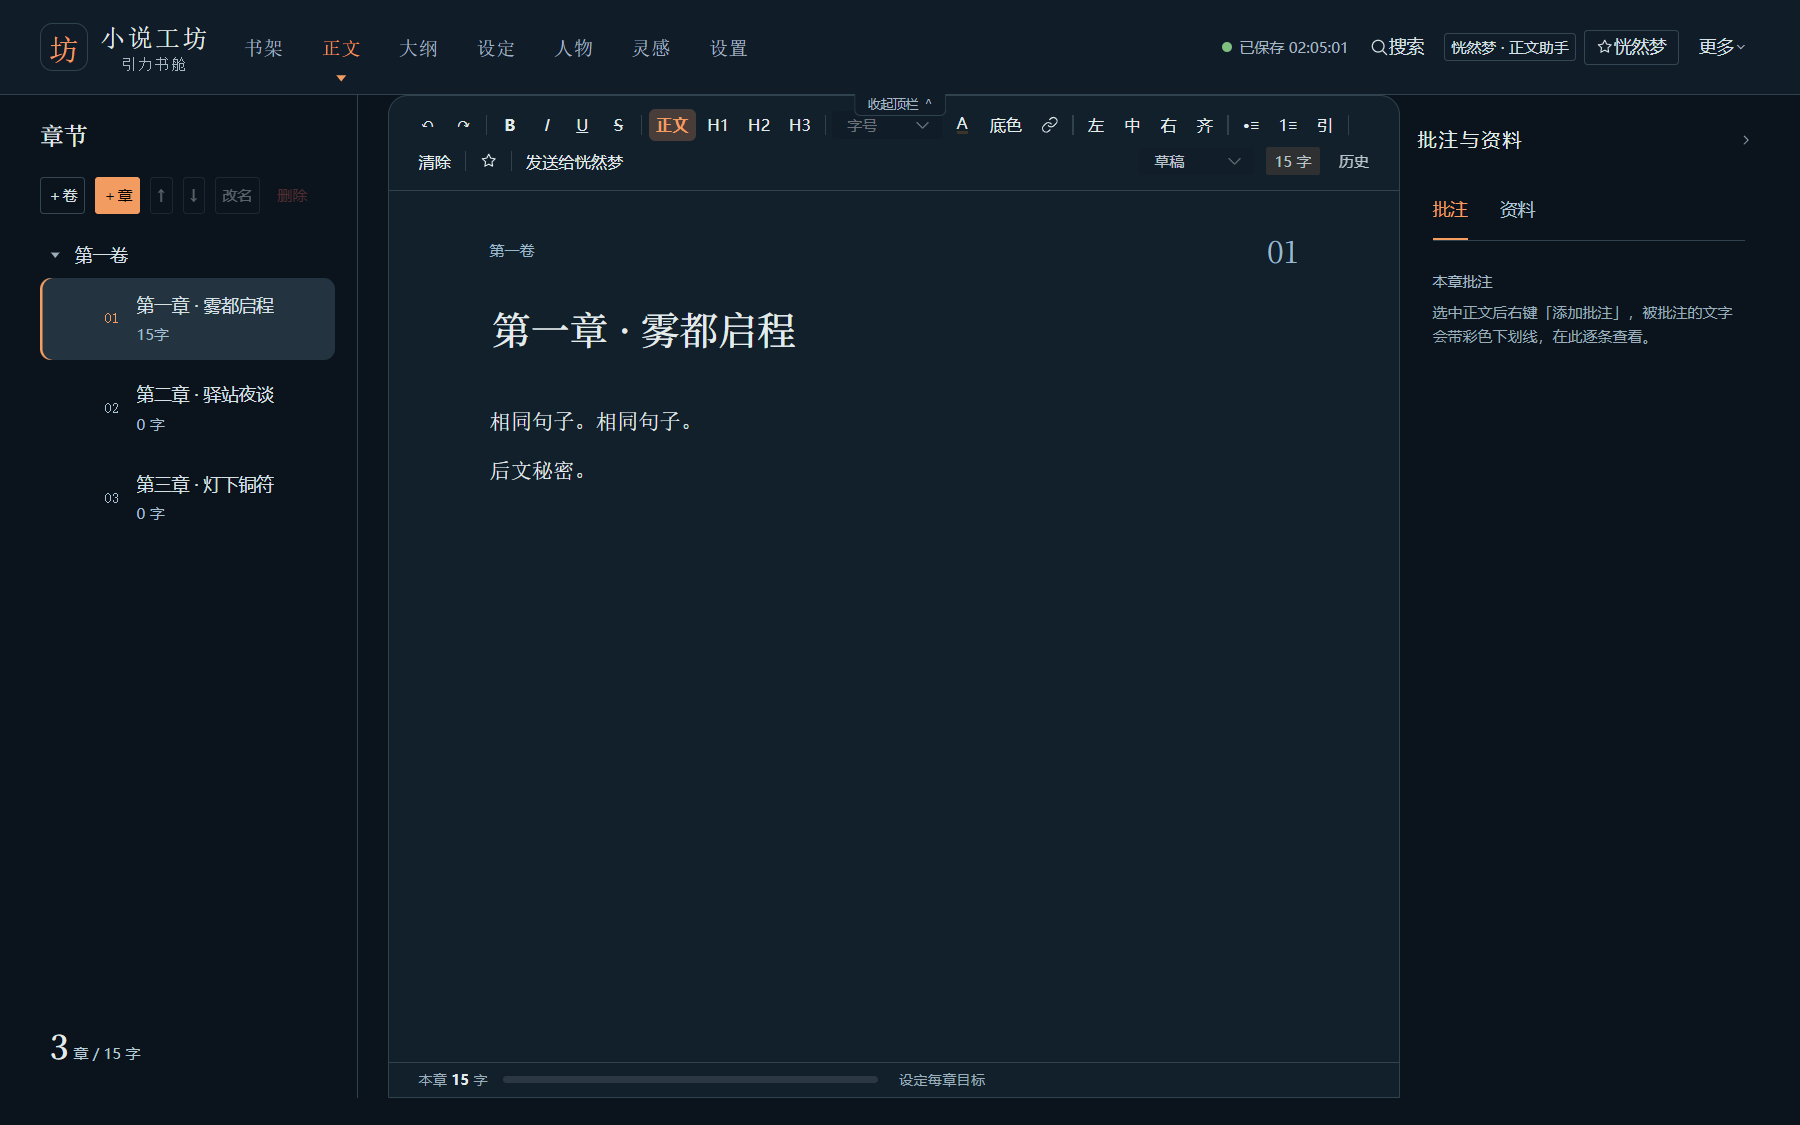 坊 小说工坊 引力书舱 书架 正文 大纲 设定 人物 灵感 设置 已保存 02:05:01 搜索 恍然梦 · 正文助手 恍然梦 更多
章节
+卷 +章 ↑ ↓ 改名 删除
第一卷
01 第一章 · 雾都启程
15字
02 第二章 · 驿站夜谈
0 字
03 第三章 · 灯下铜符
0 字
3 章 / 15 字
收起顶栏 ^
B I U S 正文 H1 H2 H3 字号 A 底色 左 中 右 齐 •≡ 1≡ 引
清除 发送给恍然梦 草稿 15 字 历史
第一卷 01
第一章 · 雾都启程
相同句子。相同句子。
后文秘密。
本章 15 字 设定每章目标
批注与资料
批注 资料
本章批注
选中正文后右键「添加批注」，被批注的文字
会带彩色下划线，在此逐条查看。